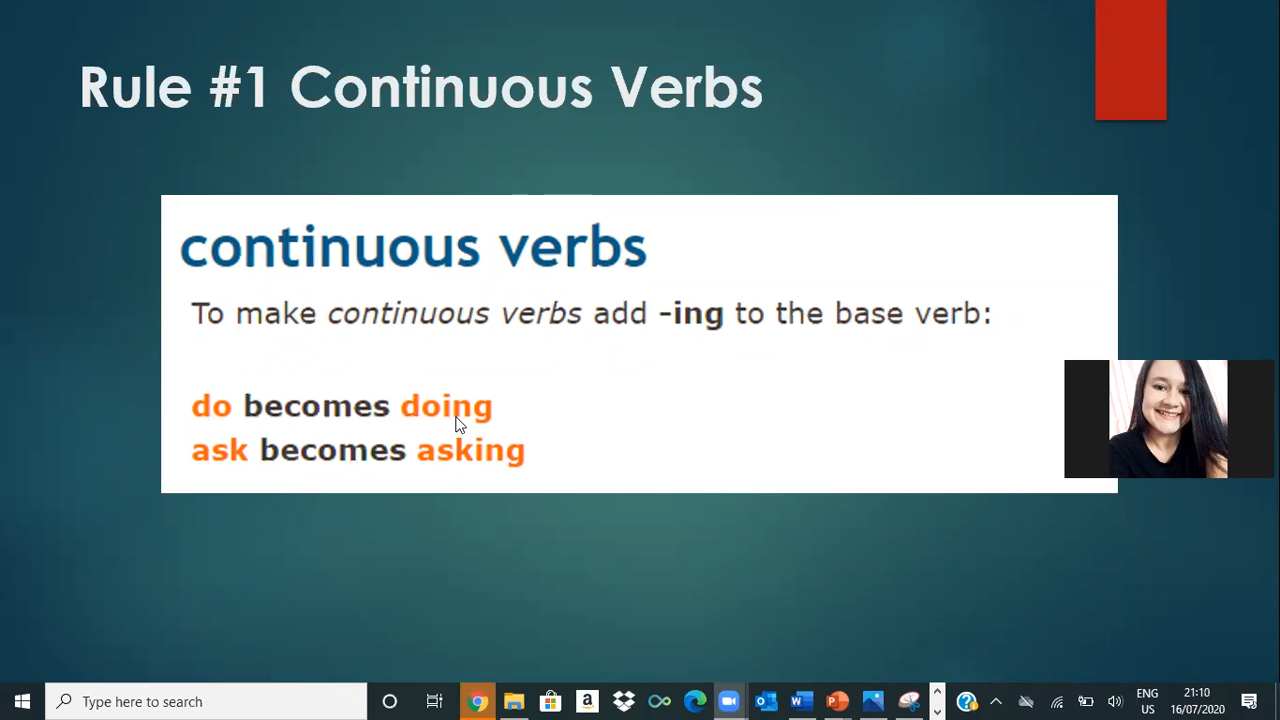 Rule #1 Continuous Verbs
continuous verbs
To make continuous verbs add -ing to the base verb:
do becomes doing
ask becomes asking
Type here to search
ENG
US
21:10
16/07/2020